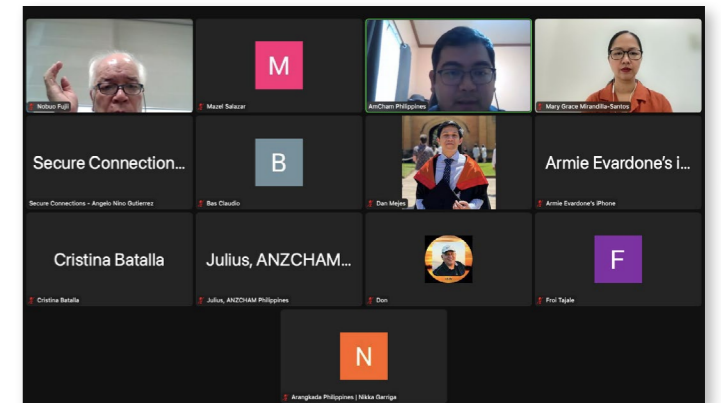 Nobuo Fujii
M
Mazel Salazar
AmCham Philippines
Mary Grace Mirandilla-Santos
Secure Connection...
Secure Connections - Angelo Nino Gutierrez
B
Bas Claudio
Dan Mejes
Armie Evardone's i...
Armie Evardone's iPhone
Cristina Batalla
Cristina Batalla
Julius, ANZCHAM...
Julius, ANZCHAM Philippines
Don
F
Froi Tajale
N
Arangkada Philippines | Nikka Garriga